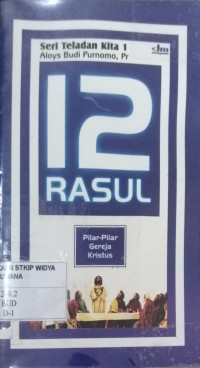 Seri Teladan Kita 1
Aloys Budi Purnomo, Pr
12
RASUL
Pilar-Pilar
Gereja
Kristus
STKIP WIDYA